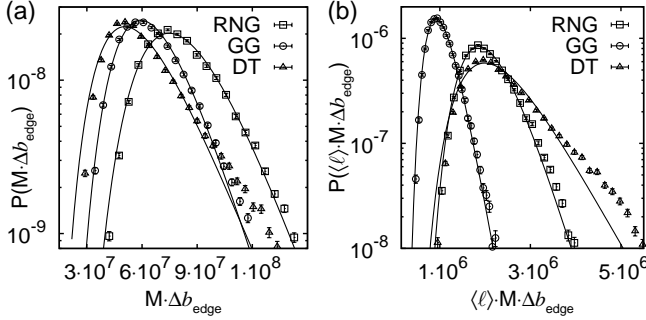 (a)
RNG
GG
DT
P(M·Δb_edge)
10^-8
10^-9
3·10^7
6·10^7
9·10^7
1·10^8
M·Δb_edge
(b)
RNG
GG
DT
P(⟨ℓ⟩·M·Δb_edge)
10^-6
10^-7
10^-8
1·10^6
3·10^6
5·10^6
⟨ℓ⟩·M·Δb_edge